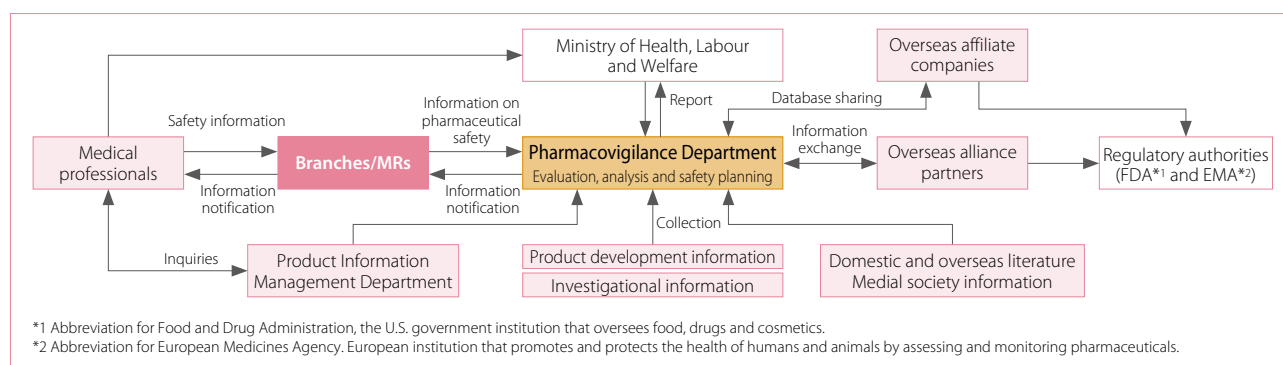 Ministry of Health, Labour
and Welfare
Overseas affiliate
companies
Safety information
Information on
pharmaceutical
safety
Report
Database sharing
Medical
professionals
Branches/MRs
Pharmacovigilance Department
Evaluation, analysis and safety planning
Information
exchange
Overseas alliance
partners
Regulatory authorities
(FDA*1 and EMA*2)
Information
notification
Information
notification
Collection
Inquiries
Product Information
Management Department
Product development information
Investigational information
Domestic and overseas literature
Medial society information
*1 Abbreviation for Food and Drug Administration, the U.S. government institution that oversees food, drugs and cosmetics.
*2 Abbreviation for European Medicines Agency. European institution that promotes and protects the health of humans and animals by assessing and monitoring pharmaceuticals.